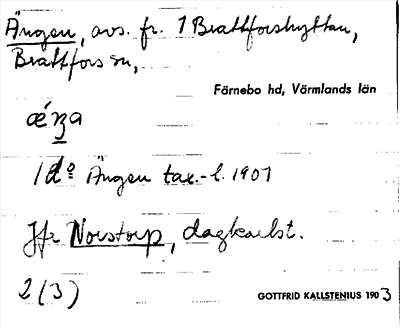 Ängen, avs. fr. 1 Brattforshyttan,
Brattfors sn,
Färnebo hd, Värmlands län
1 do Ängen tax.-l. 1907
Jfr Norstorp, dagkarlst.
2(3)
GOTTFRID KALLSTENIUS 1903